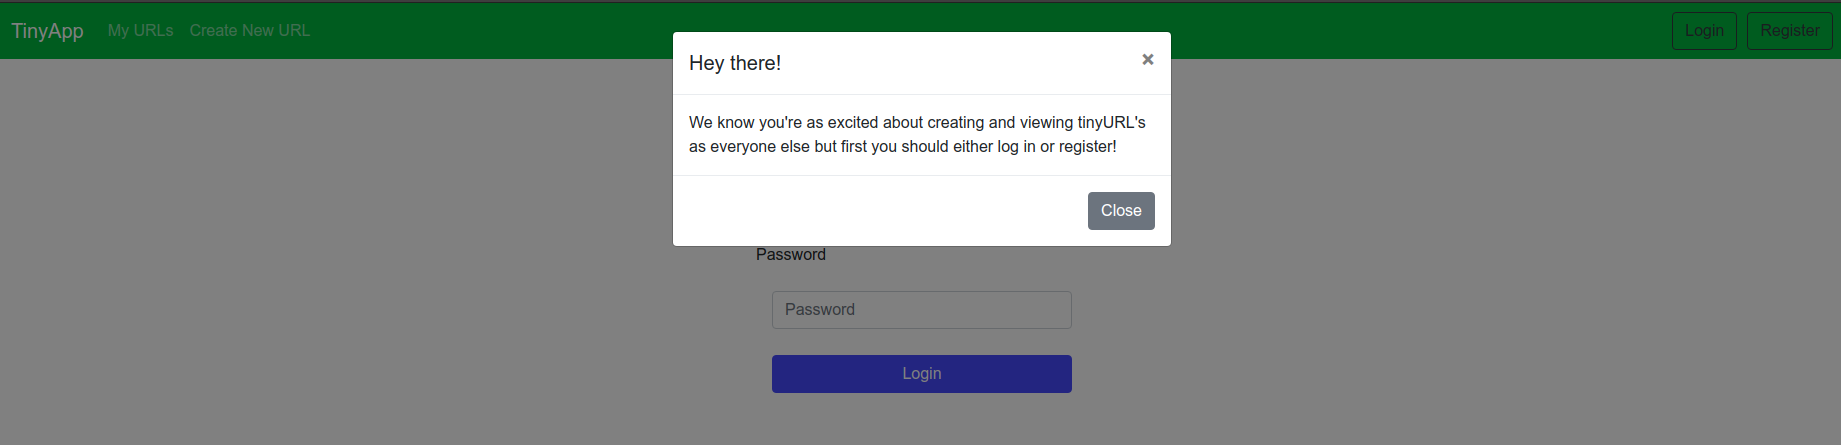 TinyApp My URLs Create New URL Login Register
Hey there! ×
We know you're as excited about creating and viewing tinyURL's
as everyone else but first you should either log in or register!
Close
Password
Password
Login